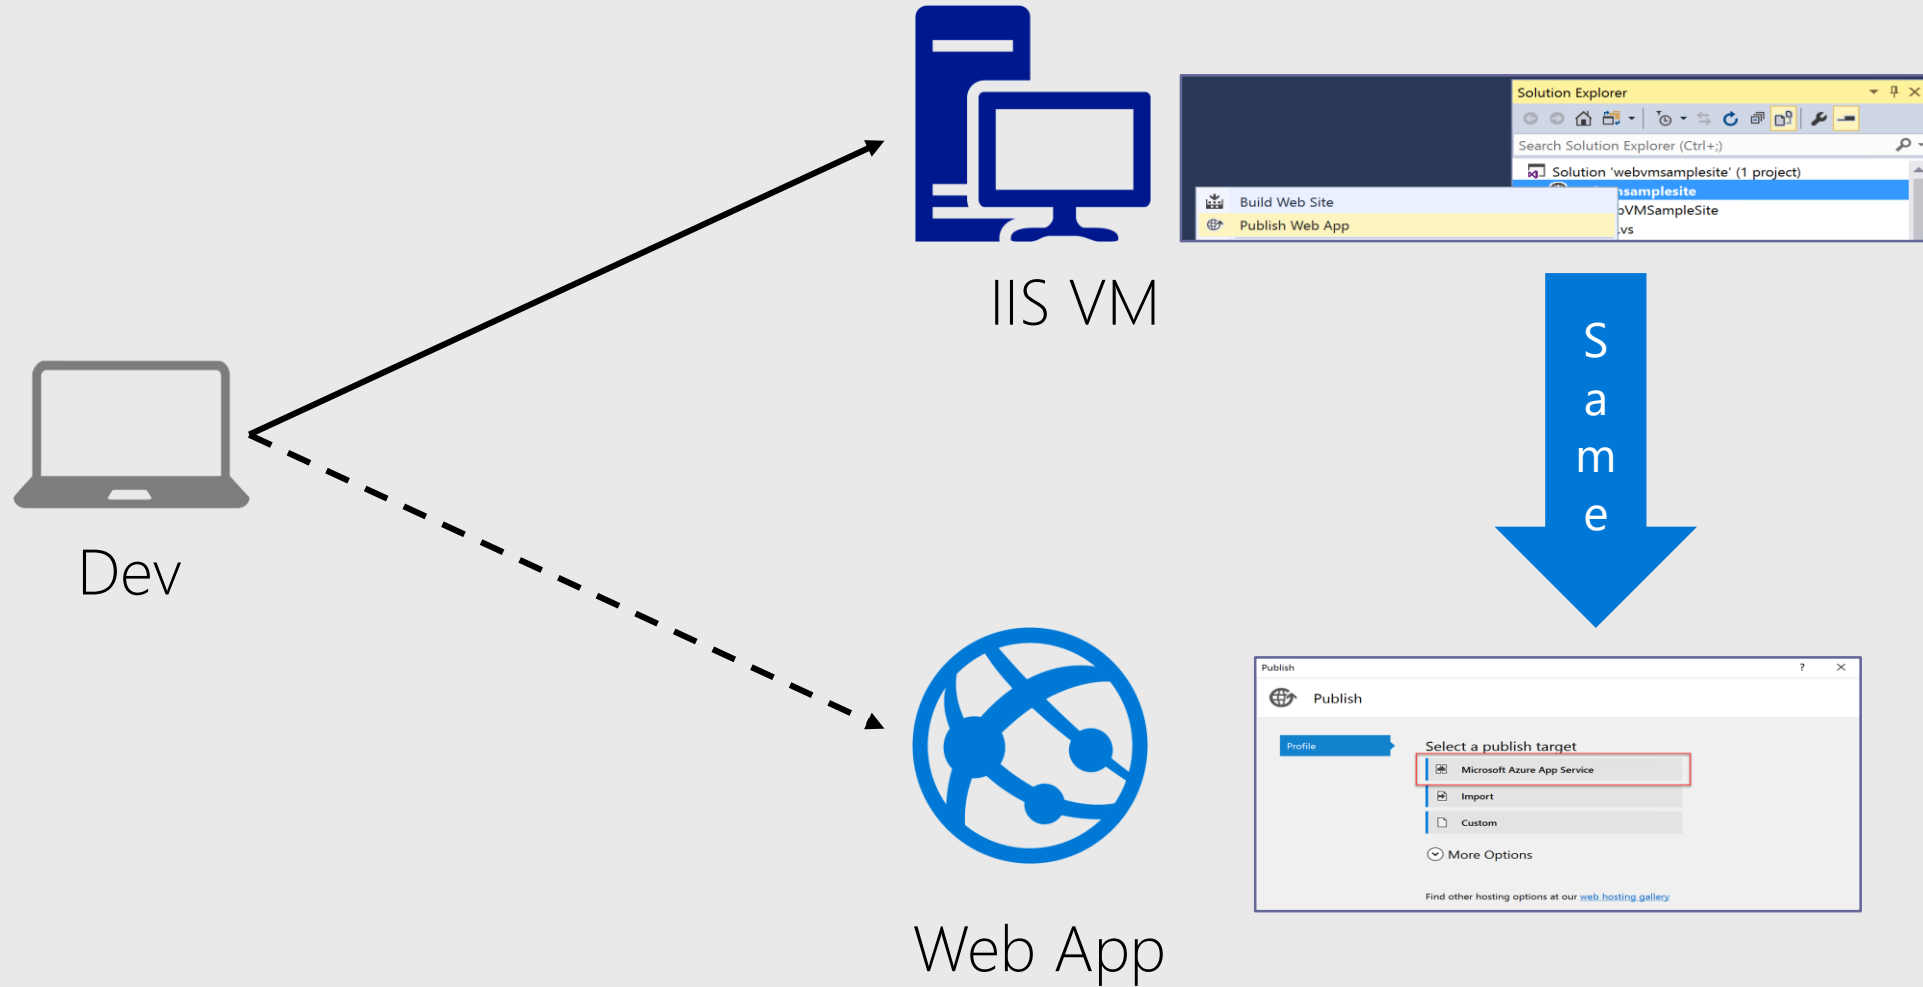 Solution Explorer
Search Solution Explorer (Ctrl+;)
Solution 'webvmsamplesite' (1 project)
nsamplesite
Build Web Site
VMSampleSite
Publish Web App
.vs
IIS VM
S
a
m
e
Dev
Publish
?
Publish
Profile
Select a publish target
Microsoft Azure App Service
Import
Custom
More Options
Find other hosting options at our web hosting gallery
Web App